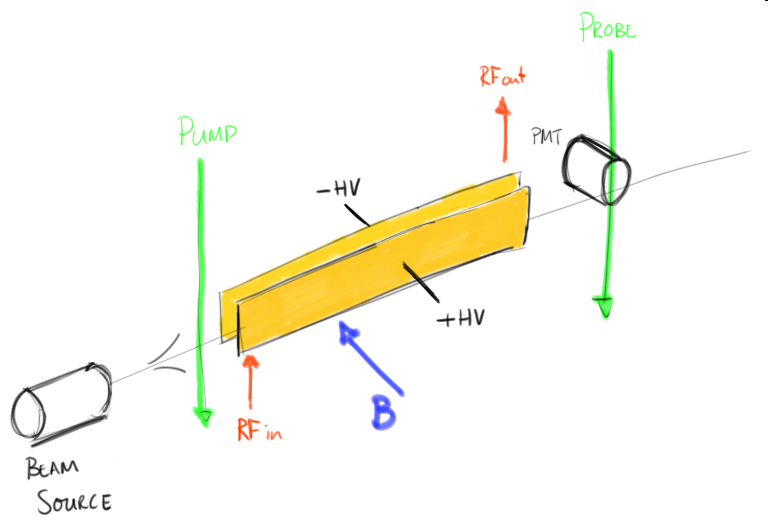 PROBE
RFout
PMT
PUMP
-HV
+HV
B
RFin
BEAM
SOURCE